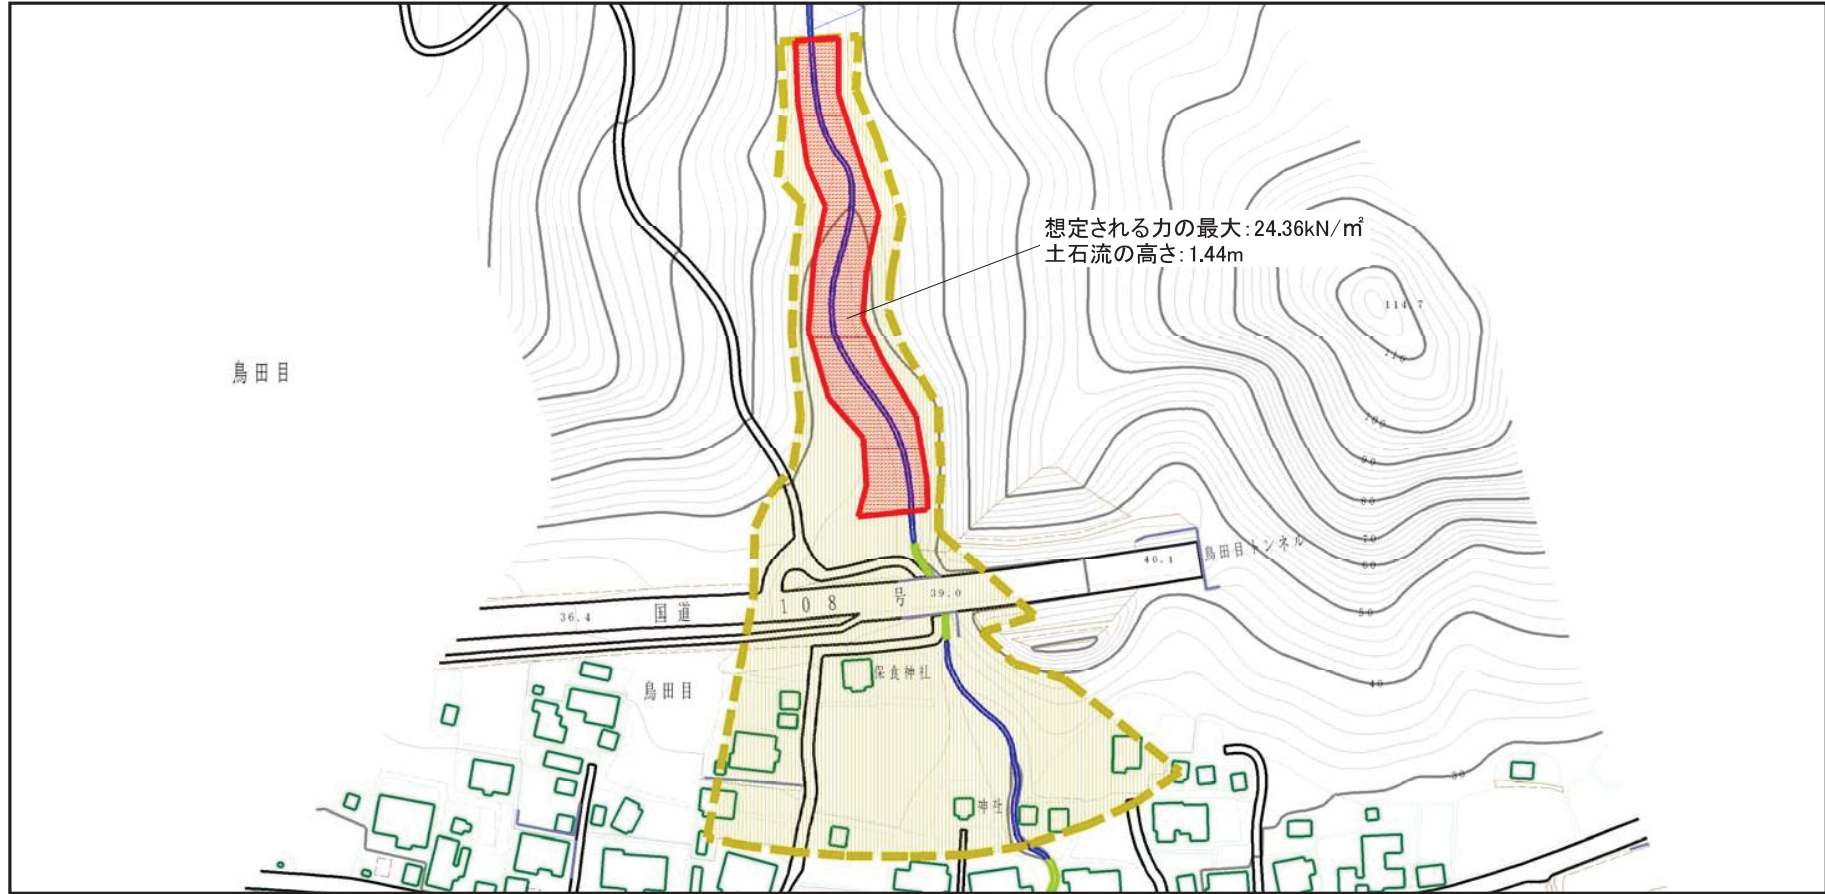 想定される力の最大：24.36kN/㎡
土石流の高さ：1.44m
114.7
110
鳥田目
100
90
80
70
60
鳥田目トンネル
40.1
39.0
国道 108 号
36.4
50
保食神社
鳥田目
40
30
神社